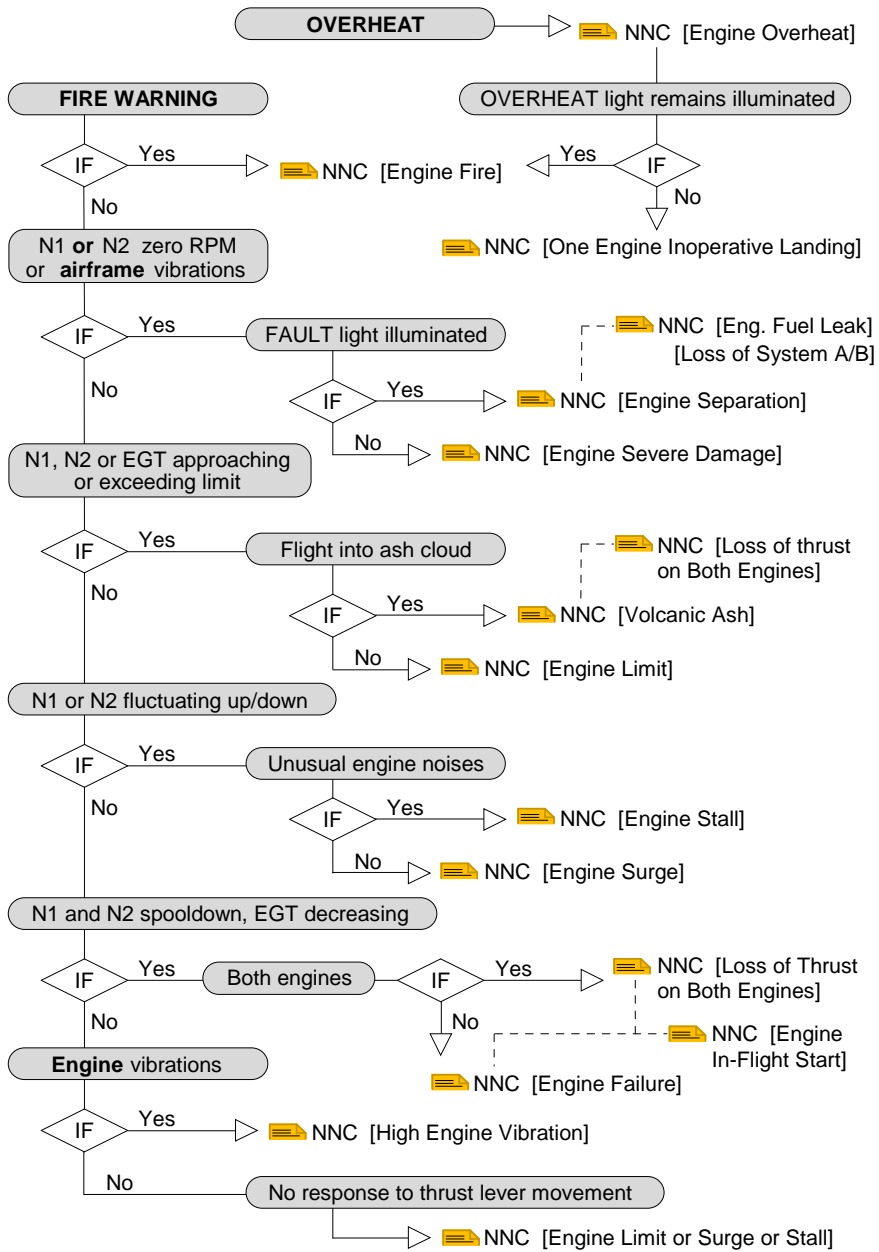 OVERHEAT
NNC [Engine Overheat]
FIRE WARNING
OVERHEAT light remains illuminated
IF
Yes
NNC [Engine Fire]
Yes
IF
No
No
NNC [One Engine Inoperative Landing]
N1 or N2 zero RPM
or airframe vibrations
IF
Yes
FAULT light illuminated
NNC [Eng. Fuel Leak]
[Loss of System A/B]
No
IF
Yes
NNC [Engine Separation]
No
NNC [Engine Severe Damage]
N1, N2 or EGT approaching
or exceeding limit
IF
Yes
Flight into ash cloud
NNC [Loss of thrust
on Both Engines]
No
IF
Yes
NNC [Volcanic Ash]
No
NNC [Engine Limit]
N1 or N2 fluctuating up/down
IF
Yes
Unusual engine noises
No
IF
Yes
NNC [Engine Stall]
No
NNC [Engine Surge]
N1 and N2 spooldown, EGT decreasing
IF
Yes
Both engines
IF
Yes
NNC [Loss of Thrust
on Both Engines]
No
No
NNC [Engine
In-Flight Start]
Engine vibrations
NNC [Engine Failure]
IF
Yes
NNC [High Engine Vibration]
No
No response to thrust lever movement
NNC [Engine Limit or Surge or Stall]